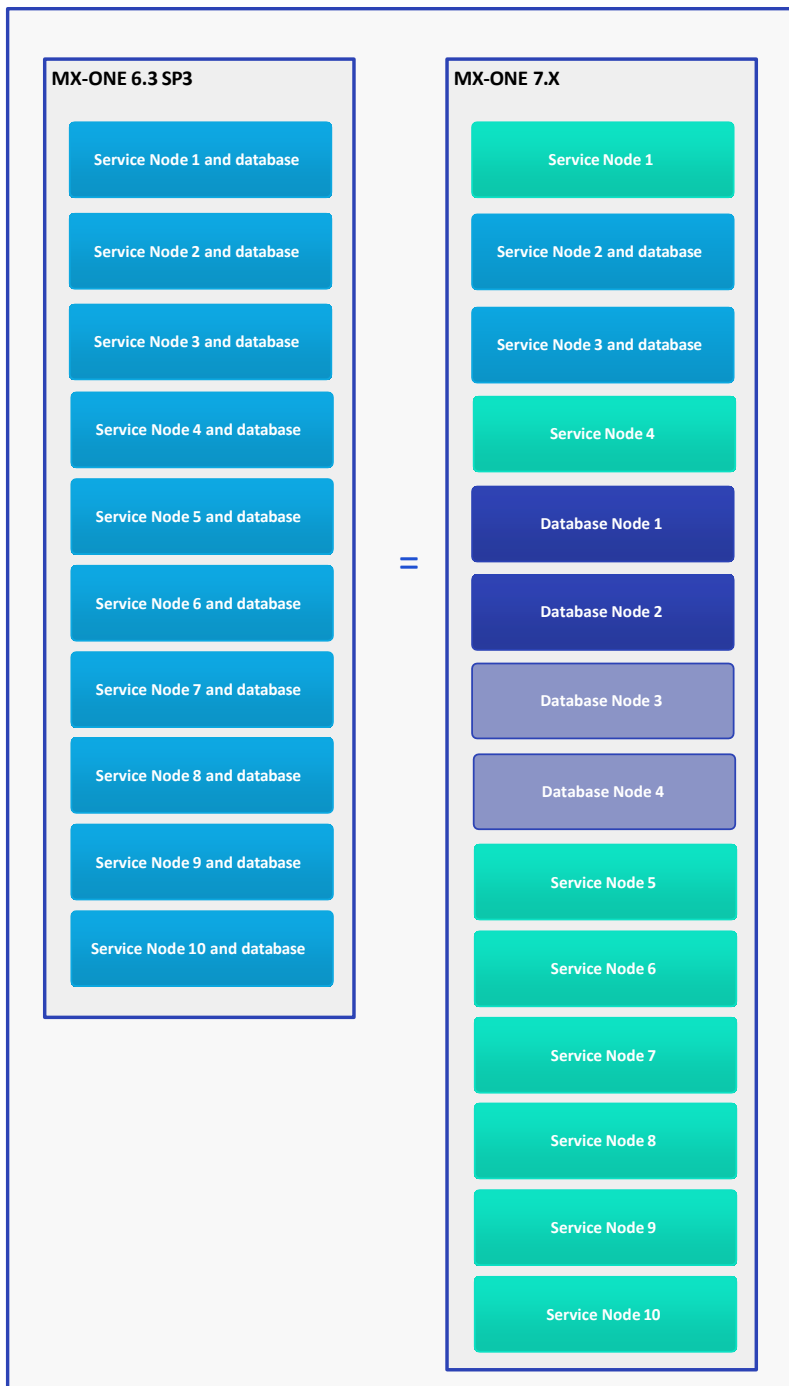 MX-ONE 6.3 SP3
Service Node 1 and database
Service Node 2 and database
Service Node 3 and database
Service Node 4 and database
Service Node 5 and database
Service Node 6 and database
Service Node 7 and database
Service Node 8 and database
Service Node 9 and database
Service Node 10 and database
=
MX-ONE 7.X
Service Node 1
Service Node 2 and database
Service Node 3 and database
Service Node 4
Database Node 1
Database Node 2
Database Node 3
Database Node 4
Service Node 5
Service Node 6
Service Node 7
Service Node 8
Service Node 9
Service Node 10